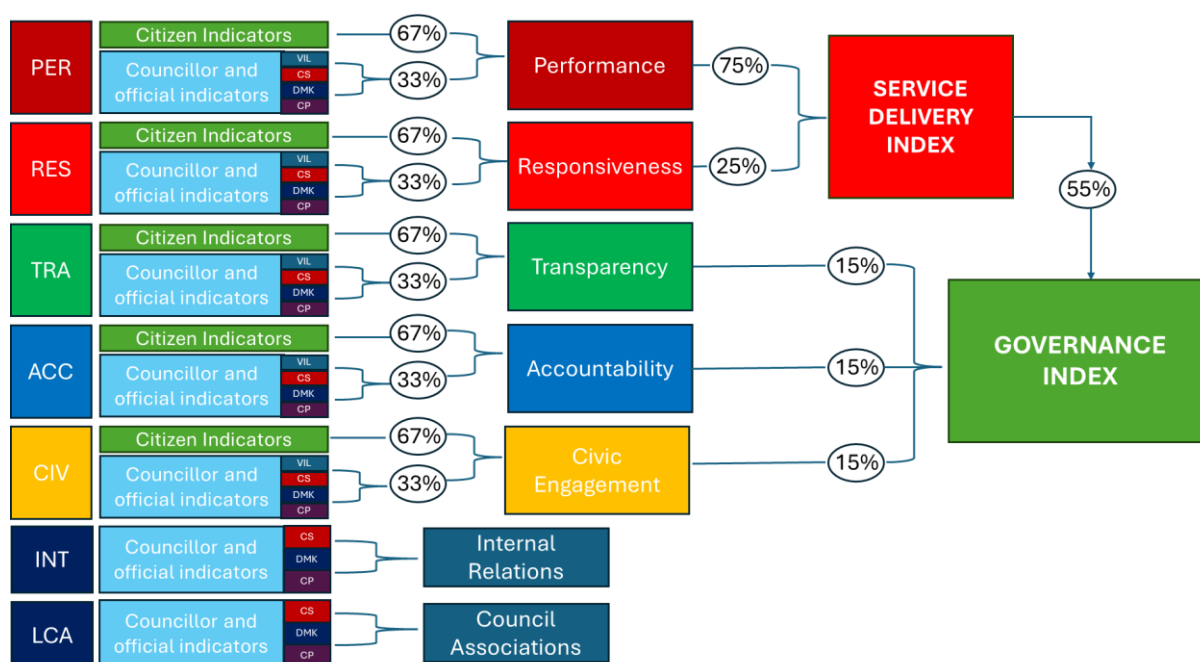 PER
Citizen Indicators
Councillor and
official indicators
VIL
CS
DMK
CP
67%
33%
Performance
75%
RES
Citizen Indicators
Councillor and
official indicators
VIL
CS
DMK
CP
67%
33%
Responsiveness
25%
SERVICE
DELIVERY
INDEX
55%
TRA
Citizen Indicators
Councillor and
official indicators
VIL
CS
DMK
CP
67%
33%
Transparency
15%
ACC
Citizen Indicators
Councillor and
official indicators
VIL
CS
DMK
CP
67%
33%
Accountability
15%
GOVERNANCE
INDEX
CIV
Citizen Indicators
Councillor and
official indicators
VIL
CS
DMK
CP
67%
33%
Civic
Engagement
15%
INT
Councillor and
official indicators
CS
DMK
CP
Internal
Relations
LCA
Councillor and
official indicators
CS
DMK
CP
Council
Associations